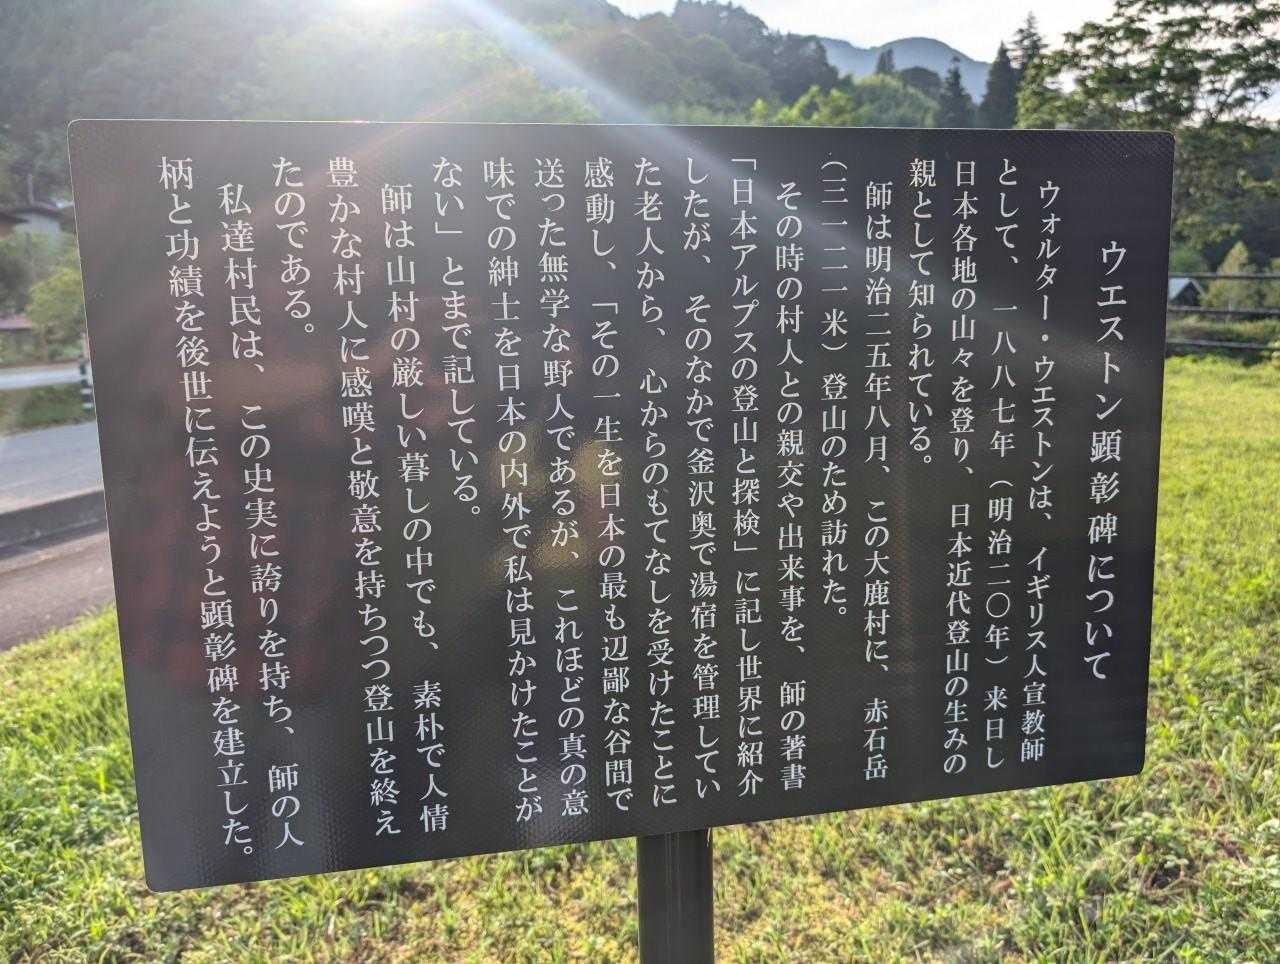 ウエストン顕彰碑について
ウォルター・ウエストンは、イギリス人宣教師
として、一八八七年（明治二〇年）来日し
日本各地の山々を登り、日本近代登山の生みの
親として知られている。
師は明治二五年八月、この大鹿村に、赤石岳
（三一二一米）登山のため訪れた。
その時の村人との親交や出来事を、師の著書
「日本アルプスの登山と探検」に記し世界に紹介
したが、そのなかで釜沢奥で湯宿を管理してい
た老人から、心からのもてなしを受けたことに
感動し、「その一生を日本の最も辺鄙な谷間で
送った無学な野人であるが、これほどの真の意
味での紳士を日本の内外で私は見かけたことが
ない」とまで記している。
師は山村の厳しい暮しの中でも、素朴で人情
豊かな村人に感嘆と敬意を持ちつつ登山を終え
たのである。
私達村民は、この史実に誇りを持ち、師の人
柄と功績を後世に伝えようと顕彰碑を建立した。